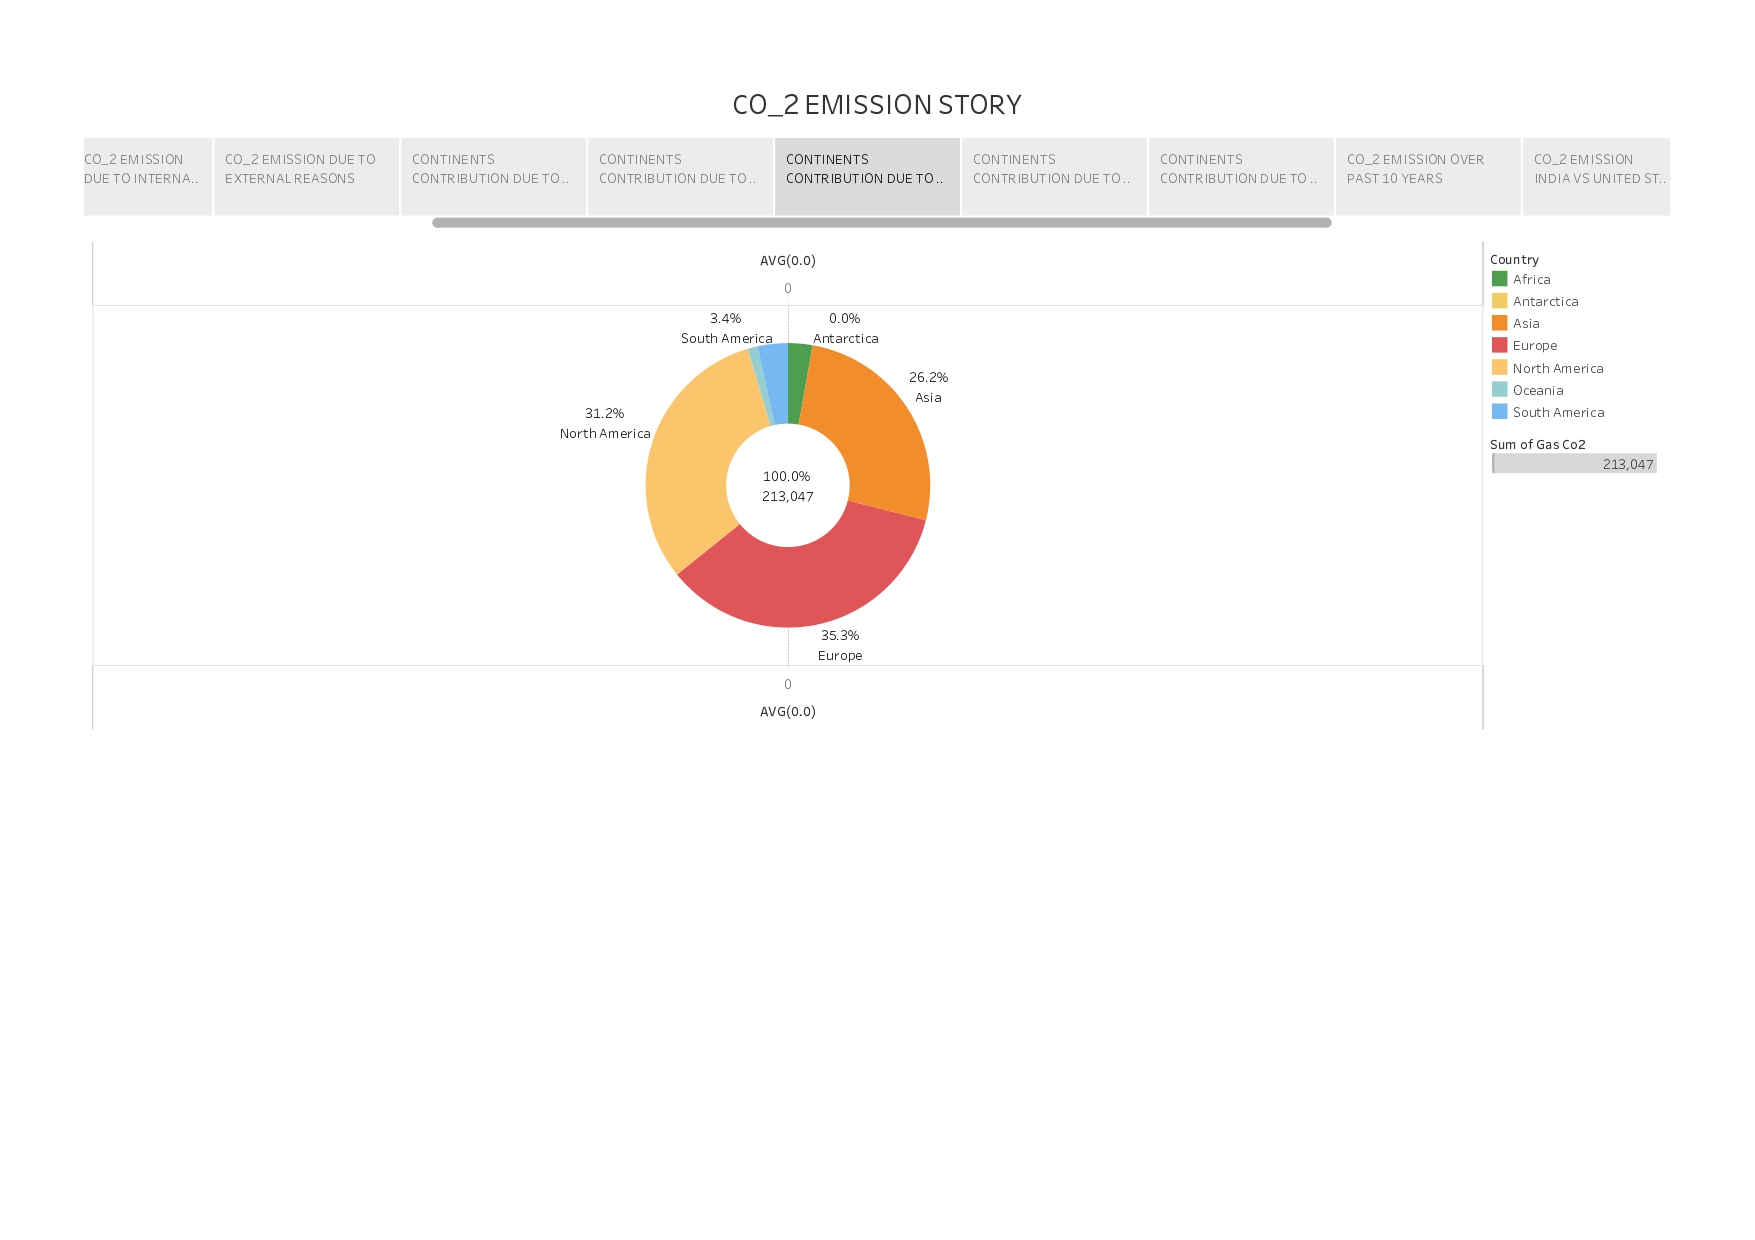 CO_2 EMISSION STORY
CO_2 EMISSION
DUE TO INTERNA..
CO_2 EMISSION DUE TO
EXTERNAL REASONS
CONTINENTS
CONTRIBUTION DUE TO..
CONTINENTS
CONTRIBUTION DUE TO..
CONTINENTS
CONTRIBUTION DUE TO..
CONTINENTS
CONTRIBUTION DUE TO..
CONTINENTS
CONTRIBUTION DUE TO..
CO_2 EMISSION OVER
PAST 10 YEARS
CO_2 EMISSION
INDIA VS UNITED ST..
AVG(0.0)
0
3.4%
South America
0.0%
Antarctica
26.2%
Asia
31.2%
North America
100.0%
213,047
35.3%
Europe
0
AVG(0.0)
Country
Africa
Antarctica
Asia
Europe
North America
Oceania
South America
Sum of Gas Co2
213,047